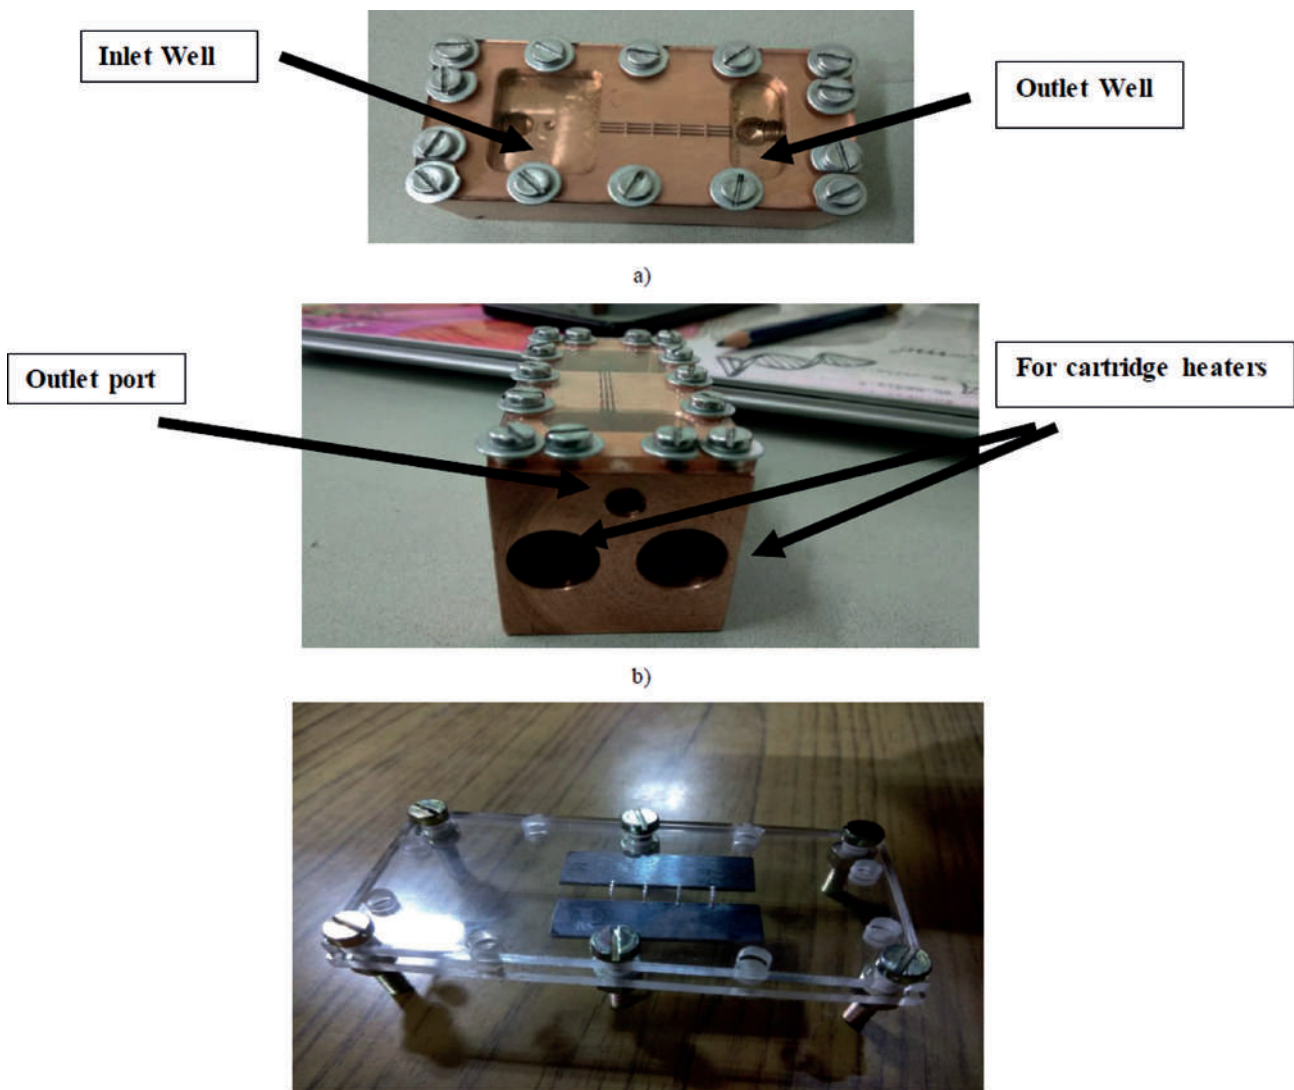 Inlet Well
Outlet Well
a)
Outlet port
For cartridge heaters
b)